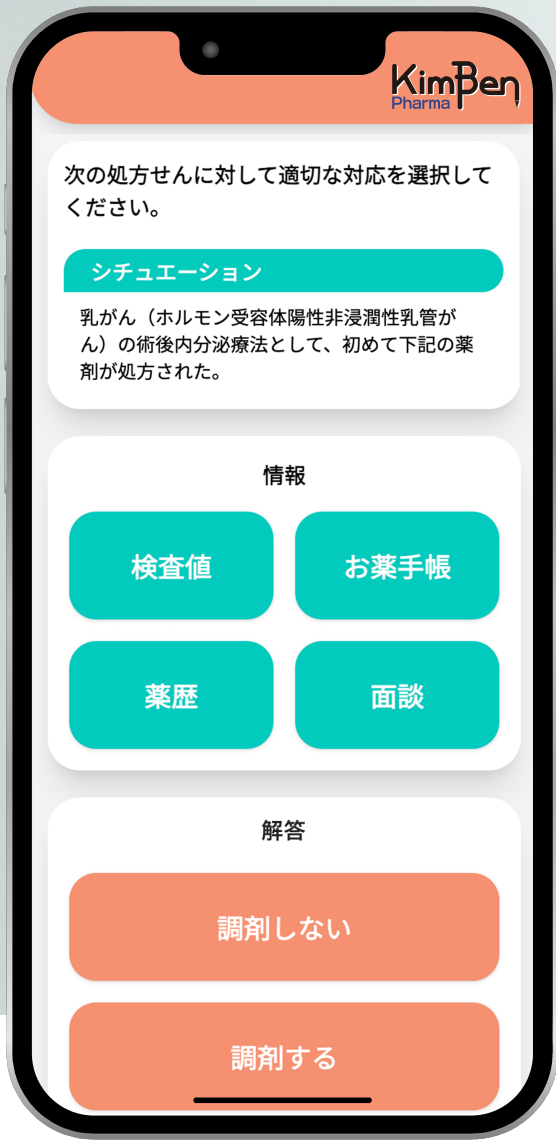 KimBen
Pharma
次の処方せんに対して適切な対応を選択して
ください。
シチュエーション
乳がん（ホルモン受容体陽性非浸潤性乳管が
ん）の術後内分泌療法として、初めて下記の薬
剤が処方された。
情報
検査値
お薬手帳
薬歴
面談
解答
調剤しない
調剤する